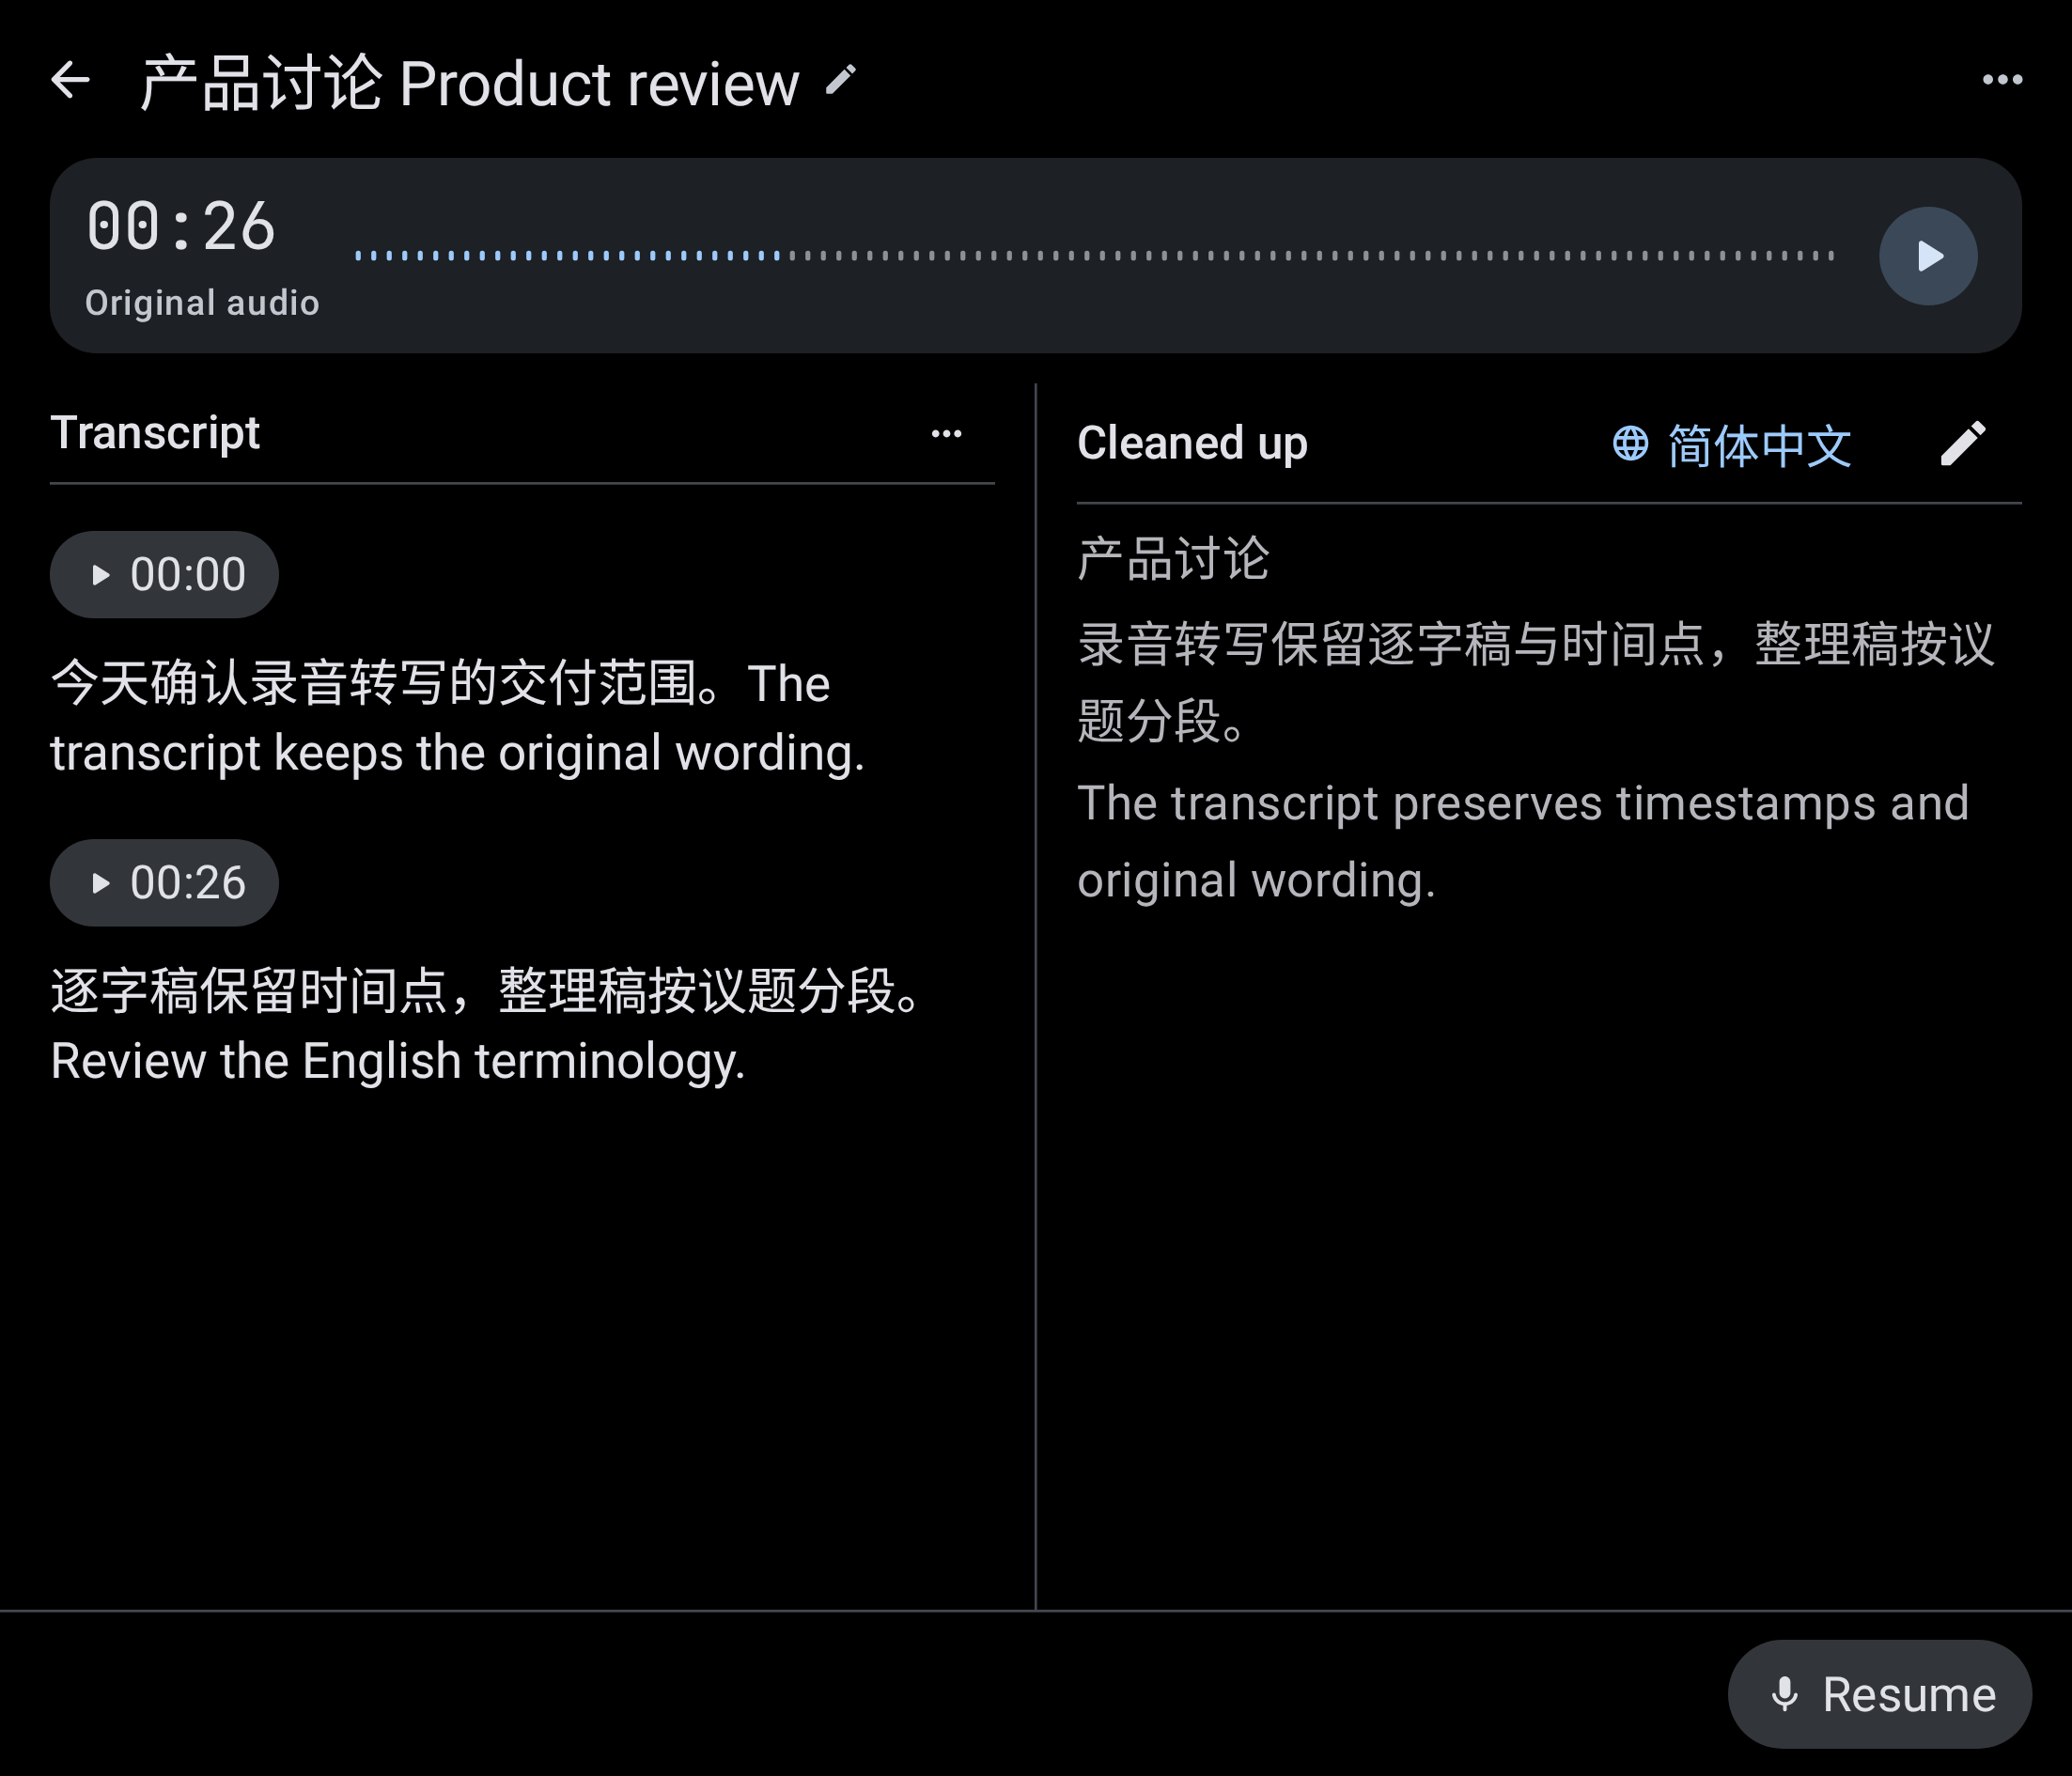 产品讨论 Product review
00:26
Original audio
Transcript
00:00
今天确认录音转写的交付范围。The
transcript keeps the original wording.
00:26
逐字稿保留时间点，整理稿按议题分段。
Review the English terminology.
Cleaned up
简体中文
产品讨论
录音转写保留逐字稿与时间点，整理稿按议
题分段。
The transcript preserves timestamps and
original wording.
Resume